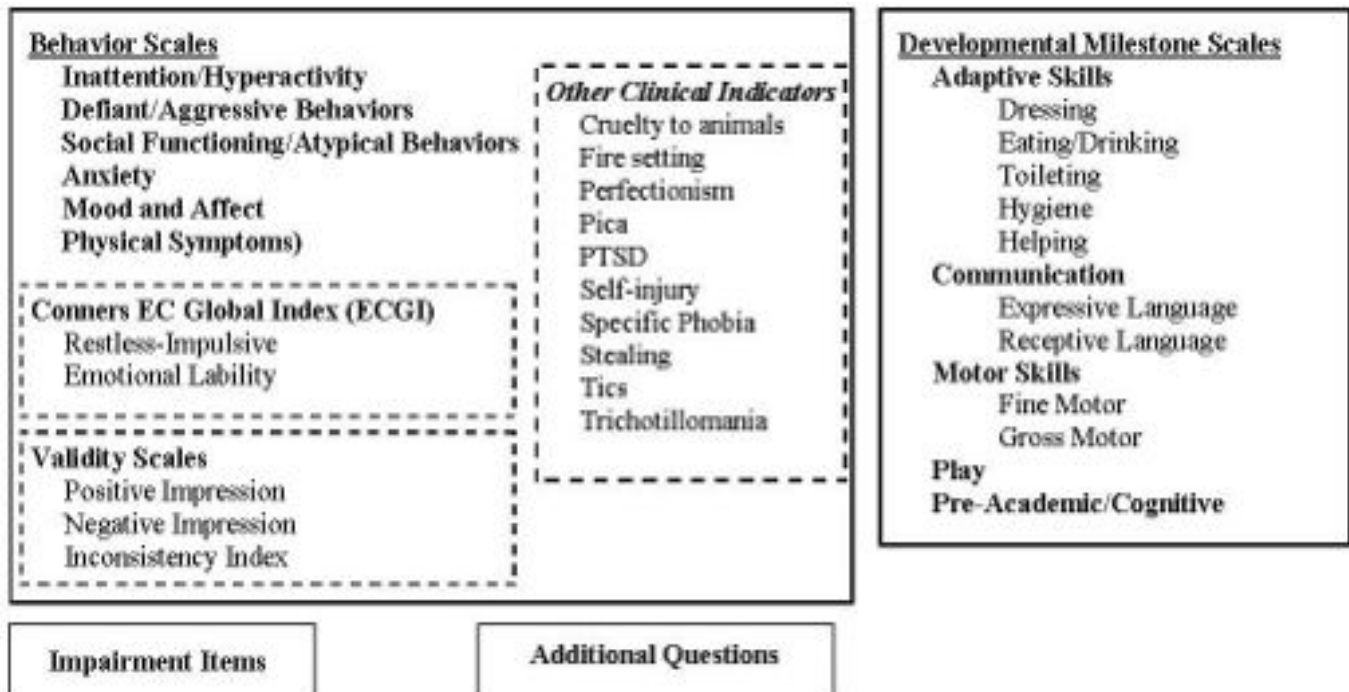 Behavior Scales
Inattention/Hyperactivity
Defiant/Aggressive Behaviors
Social Functioning/Atypical Behaviors
Anxiety
Mood and Affect
Physical Symptoms)
Conners EC Global Index (ECGI)
Restless-Impulsive
Emotional Lability
Validity Scales
Positive Impression
Negative Impression
Inconsistency Index
Other Clinical Indicators
Cruelty to animals
Fire setting
Perfectionism
Pica
PTSD
Self-injury
Specific Phobia
Stealing
Tics
Trichotillomania
Developmental Milestone Scales
Adaptive Skills
Dressing
Eating/Drinking
Toileting
Hygiene
Helping
Communication
Expressive Language
Receptive Language
Motor Skills
Fine Motor
Gross Motor
Play
Pre-Academic/Cognitive
Impairment Items
Additional Questions